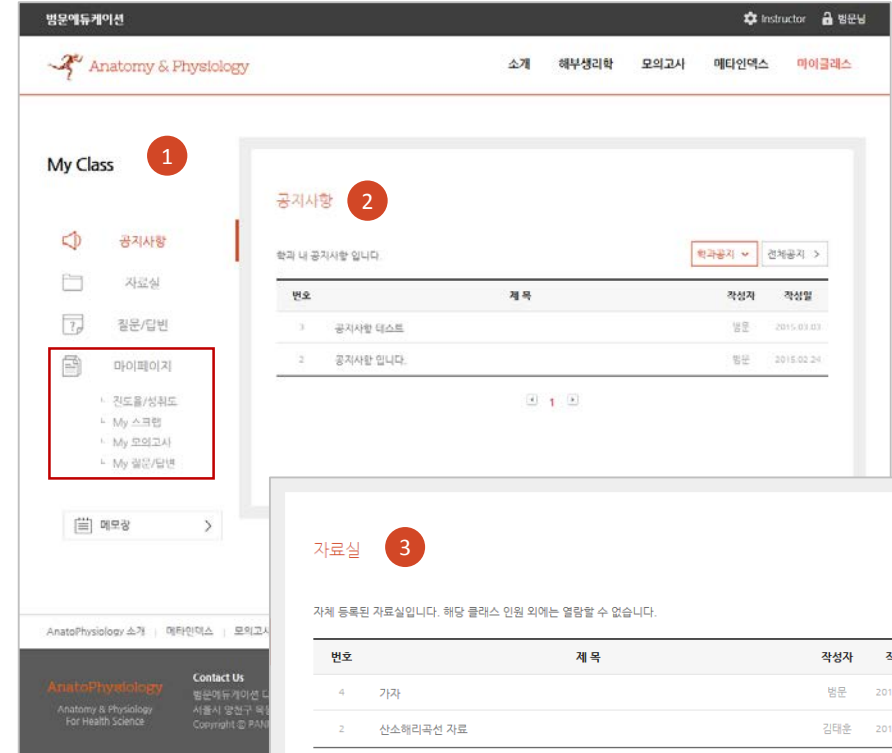 범문에듀케이션
Instructor 범문님
Anatomy & Physiology
소개 해부생리학 모의고사 메타인덱스 마이클래스
My Class
1
공지사항
자료실
질문/답변
마이페이지
진도율/성취도
My 스크랩
My 모의고사
My 질문/답변
메모장
공지사항 2
학과 내 공지사항 입니다.
학과공지 전체공지
번호 제 목 작성자 작성일
3 공지사항 테스트 범문 2015.03.03
2 공지사항 입니다. 범문 2015.02.24
1
자료실 3
자체 등록된 자료실입니다. 해당 클래스 인원 외에는 열람할 수 없습니다.
번호 제 목 작성자
4 가자 범문 201
2 산소해리곡선 자료 김태훈 201
AnatoPhysiology 소개 메타인덱스 모의고사
AnatoPhysiology
Anatomy & Physiology
For Health Science
Contact Us
범문에듀케이션
서울시 양천구
Copyright © PAN